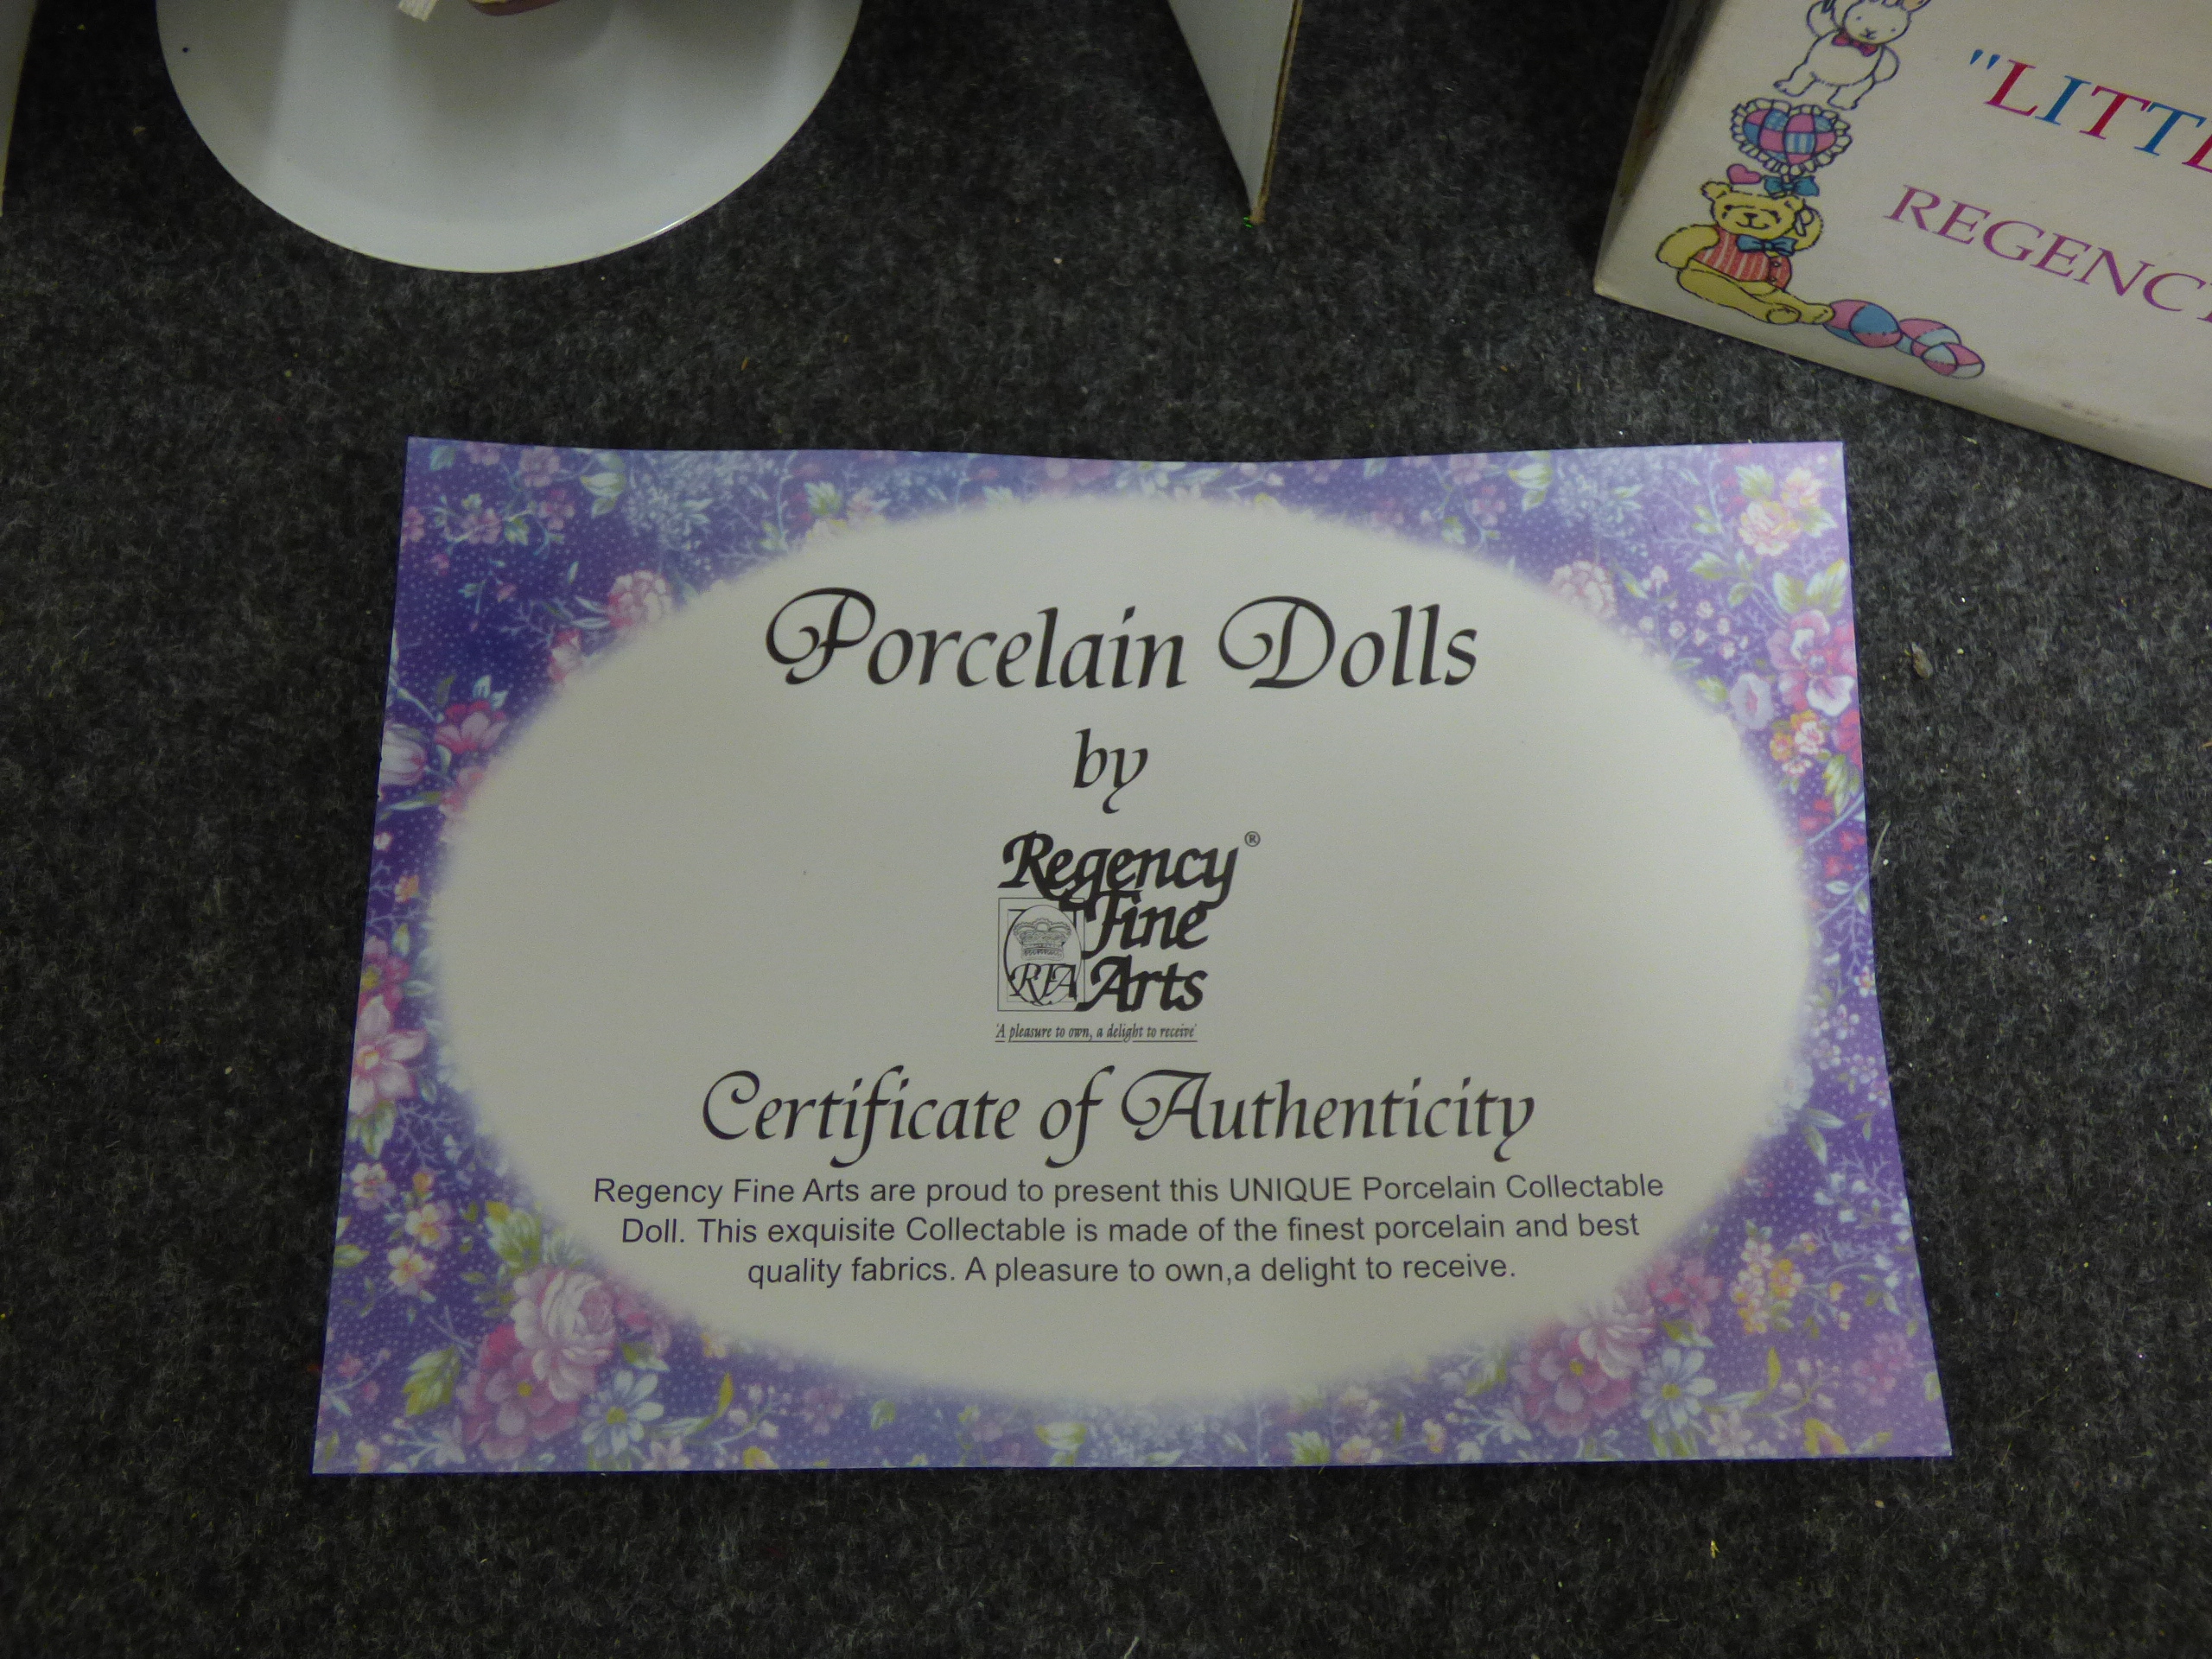 "LITT
REGENC
Porcelain Dolls
by
Regency®
Fine
RFA Arts
'A pleasure to own, a delight to receive'
Certificate of Authenticity
Regency Fine Arts are proud to present this UNIQUE Porcelain Collectable
Doll. This exquisite Collectable is made of the finest porcelain and best
quality fabrics. A pleasure to own,a delight to receive.